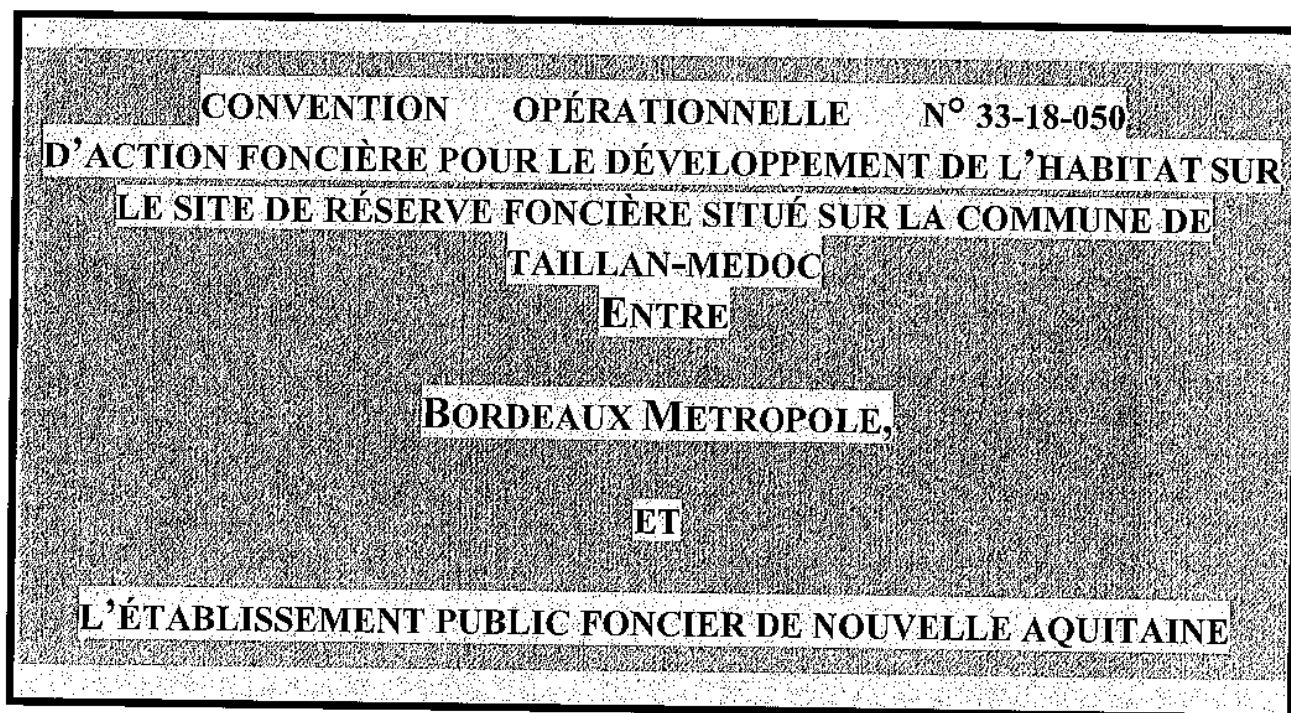 CONVENTION OPÉRATIONNELLE N° 33-18-050
D'ACTION FONCIÈRE POUR LE DÉVELOPPEMENT DE L'HABITAT SUR
LE SITE DE RÉSERVE FONCIÈRE SITUÉ SUR LA COMMUNE DE
TAILLAN-MEDOC
ENTRE
BORDEAUX METROPOLE,
ET
L'ÉTABLISSEMENT PUBLIC FONCIER DE NOUVELLE AQUITAINE